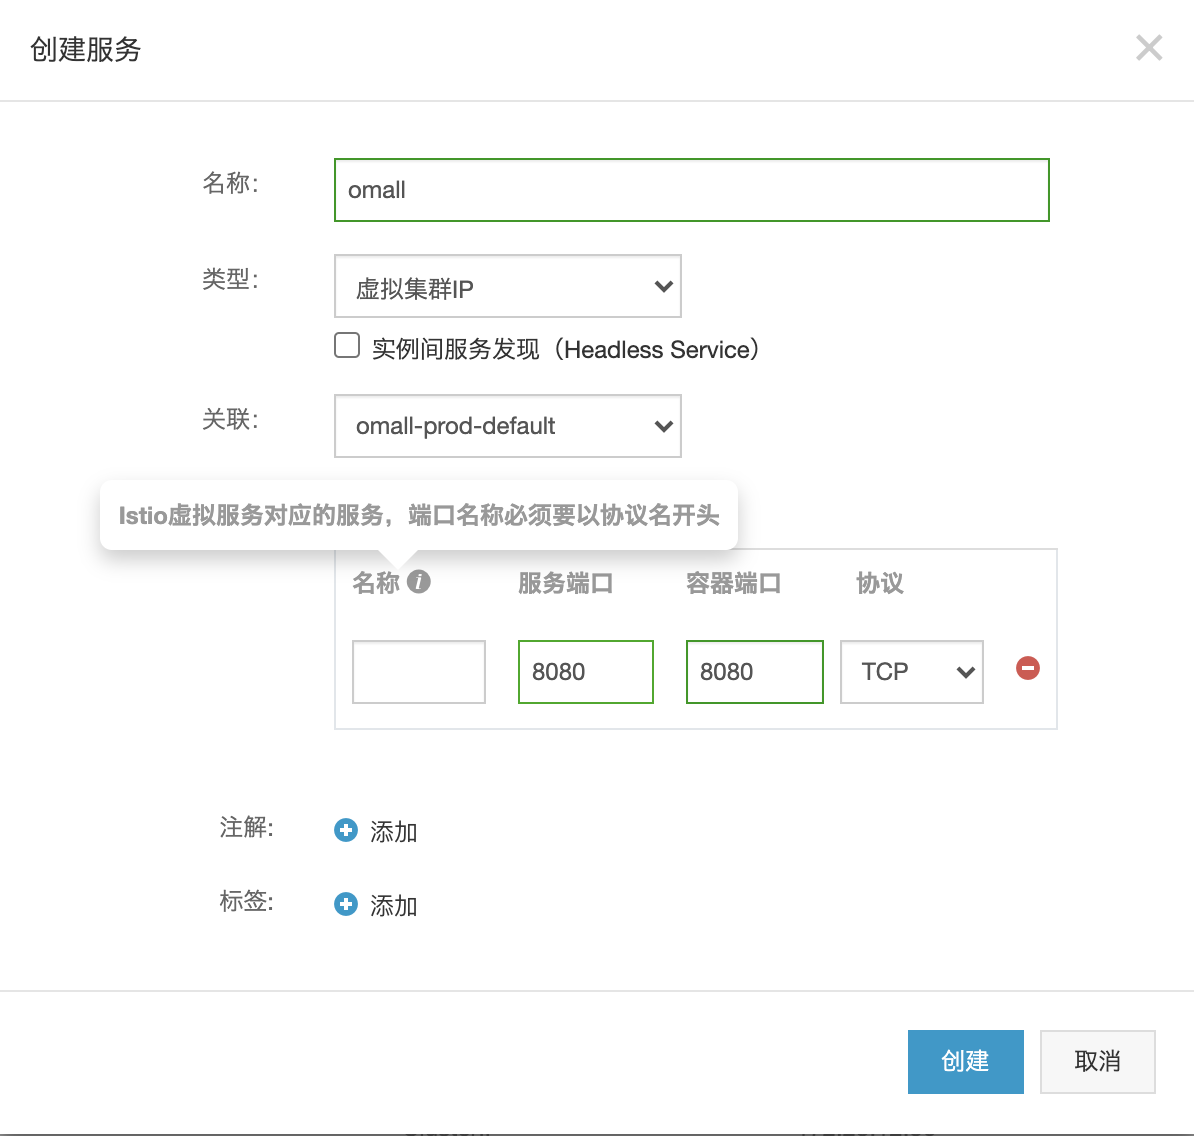 创建服务
名称:
omall
类型:
虚拟集群IP
实例间服务发现（Headless Service）
关联:
omall-prod-default
Istio虚拟服务对应的服务，端口名称必须要以协议名开头
名称 服务端口 容器端口 协议
8080 8080 TCP
注解:
添加
标签:
添加
创建 取消